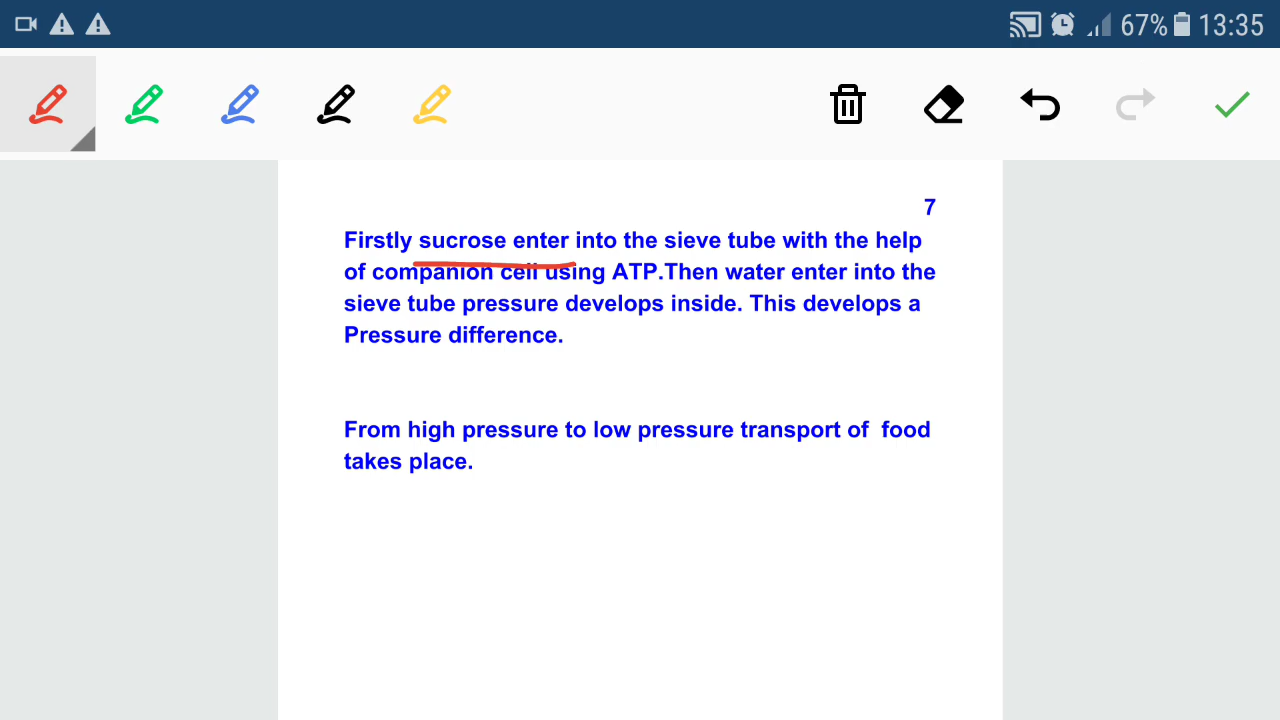 67% 13:35
7
Firstly sucrose enter into the sieve tube with the help
of companion cell using ATP.Then water enter into the
sieve tube pressure develops inside. This develops a
Pressure difference.
From high pressure to low pressure transport of  food
takes place.